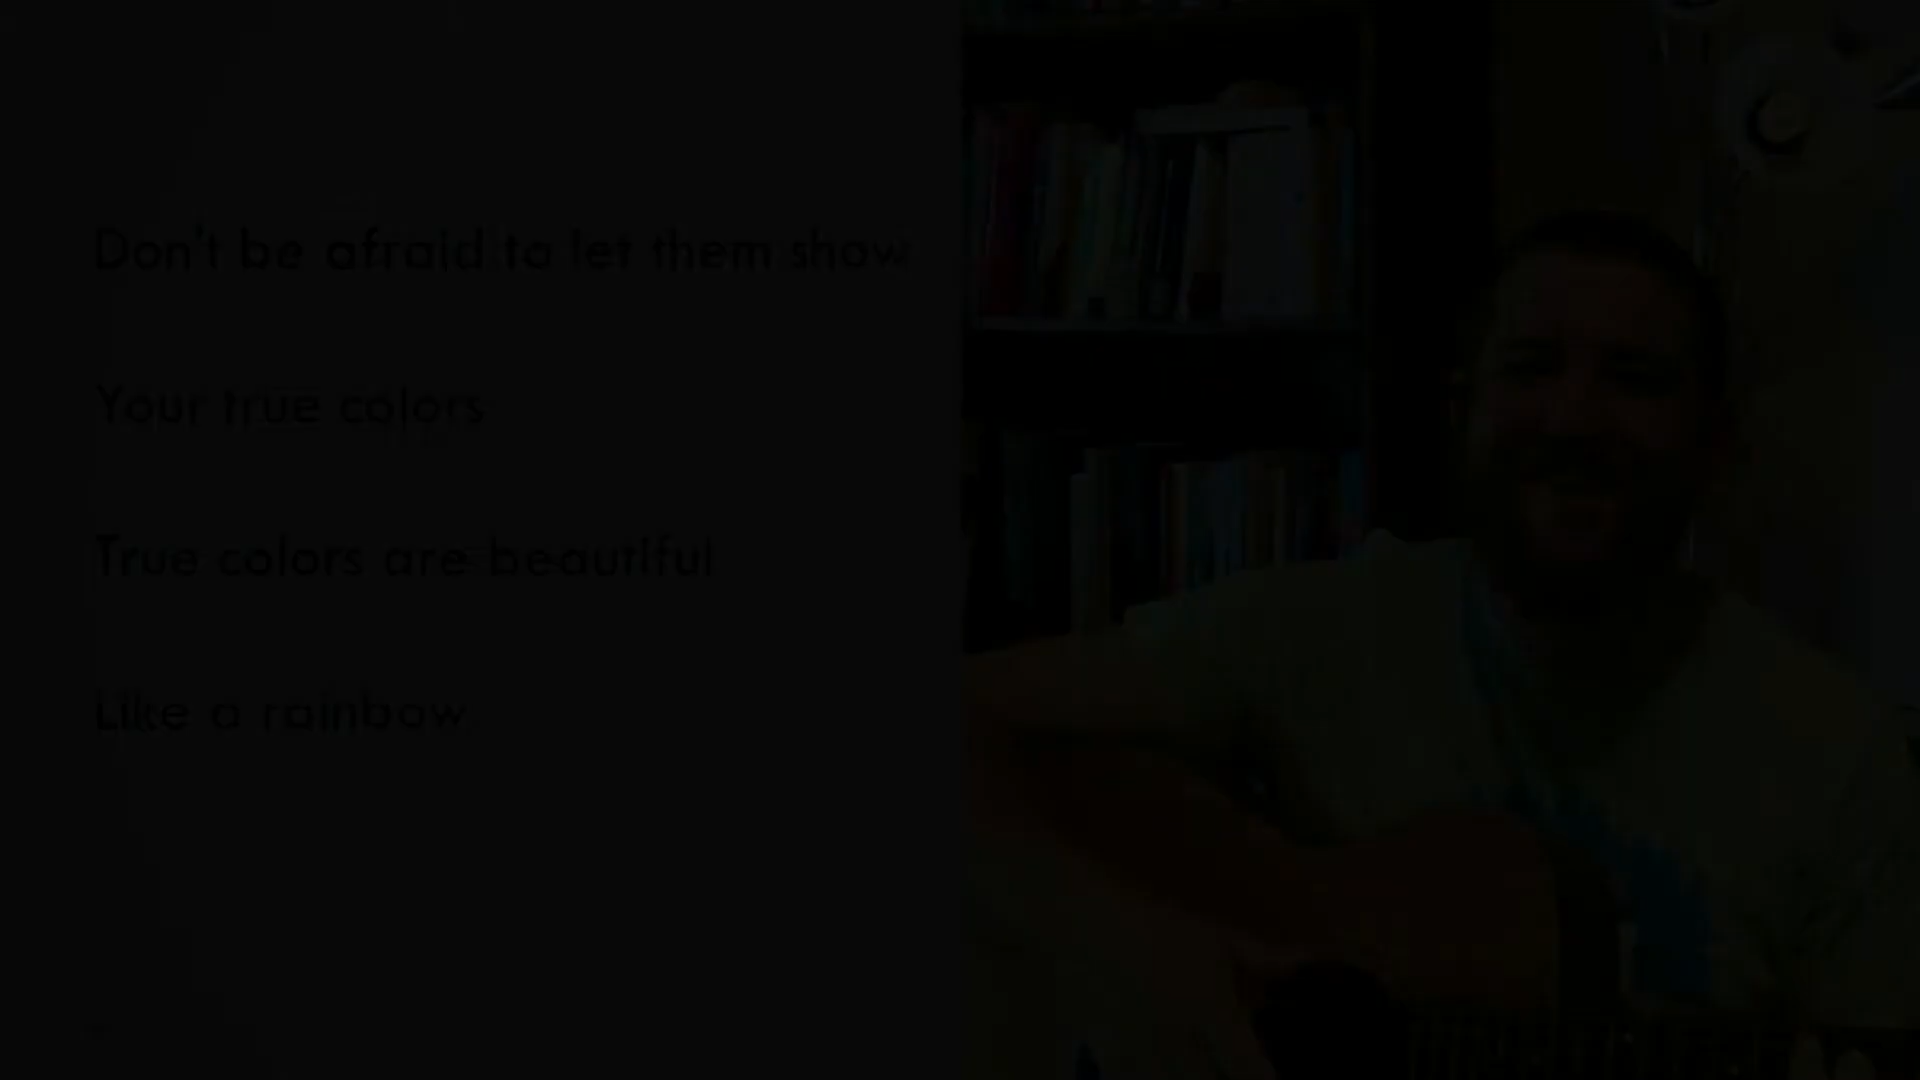 Don't be afraid to let them show
Your true colors
True colors are beautiful
Like a rainbow